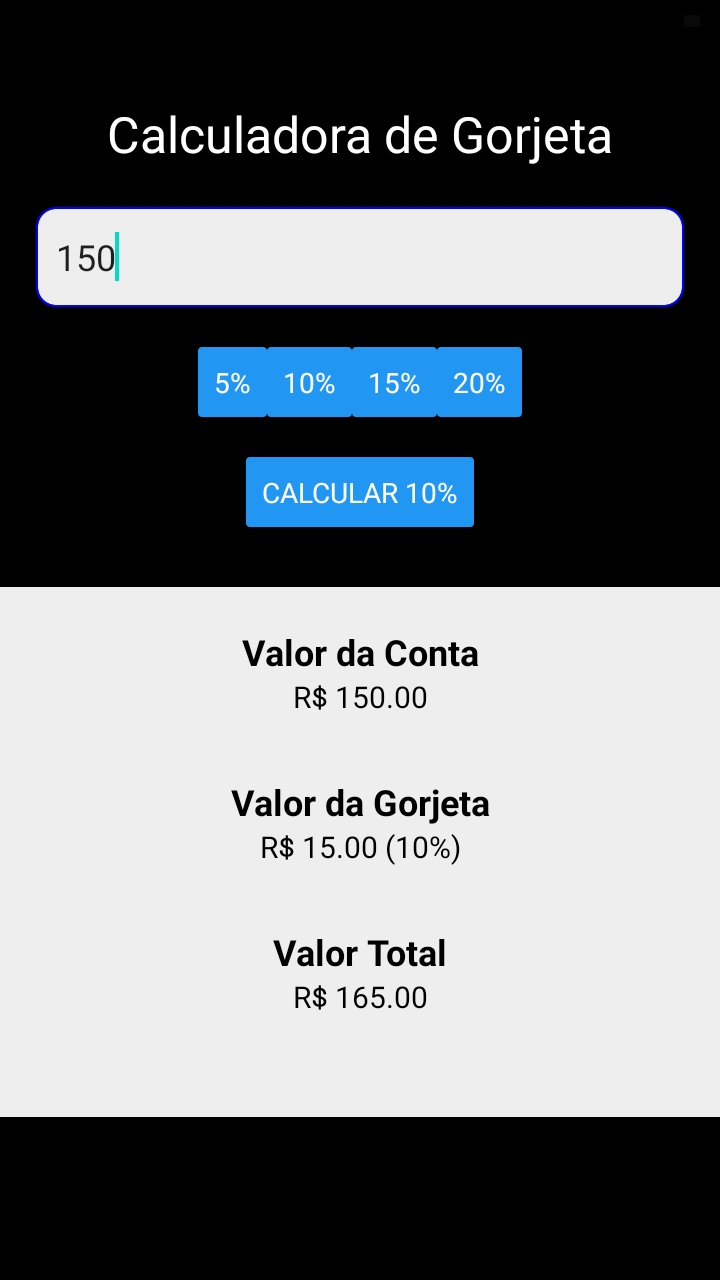 Calculadora de Gorjeta
150
5% 10% 15% 20%
CALCULAR 10%
Valor da Conta
R$ 150.00
Valor da Gorjeta
R$ 15.00 (10%)
Valor Total
R$ 165.00